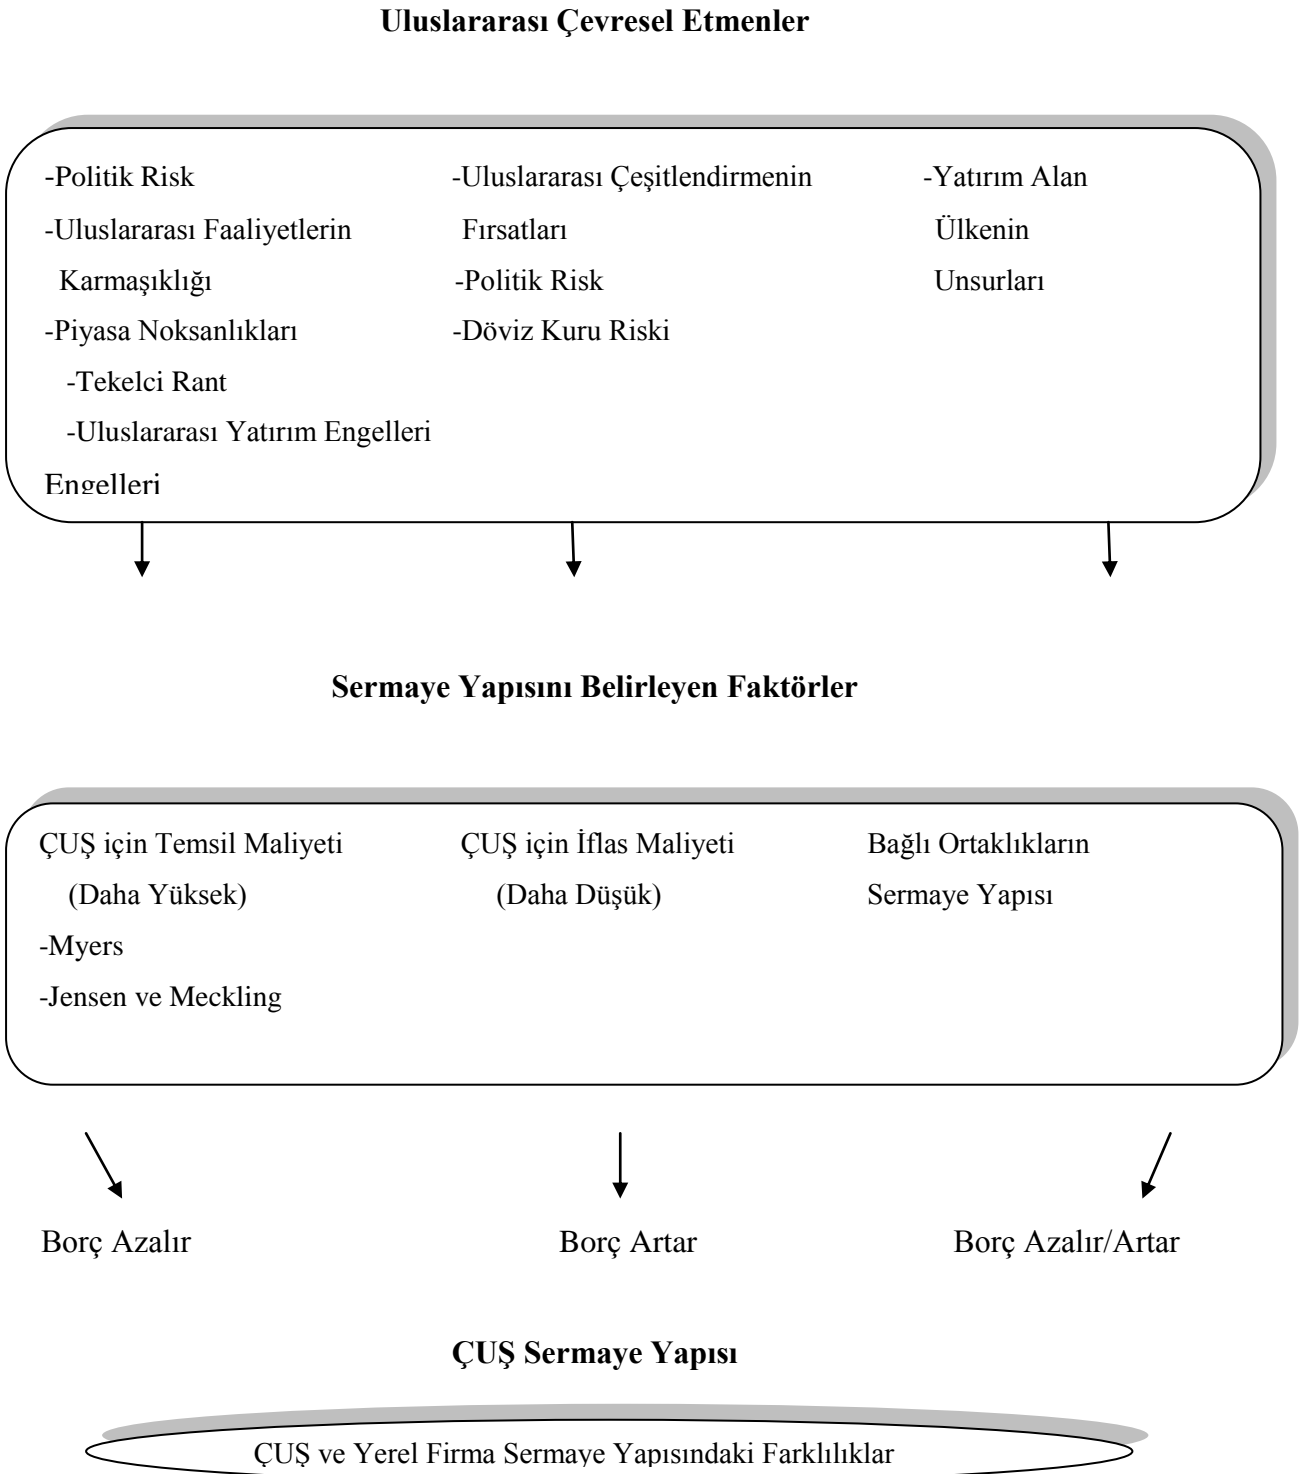 Uluslararası Çevresel Etmenler
-Politik Risk -Uluslararası Çeşitlendirmenin -Yatırım Alan
-Uluslararası Faaliyetlerin Fırsatları Ülkenin
Karmaşıklığı -Politik Risk Unsurları
-Piyasa Noksanlıkları -Döviz Kuru Riski
-Tekelci Rant
-Uluslararası Yatırım Engelleri
Engelleri
Sermaye Yapısını Belirleyen Faktörler
ÇUŞ için Temsil Maliyeti ÇUŞ için İflas Maliyeti Bağlı Ortaklıkların
(Daha Yüksek) (Daha Düşük) Sermaye Yapısı
-Myers
-Jensen ve Meckling
Borç Azalır Borç Artar Borç Azalır/Artar
ÇUŞ Sermaye Yapısı
ÇUŞ ve Yerel Firma Sermaye Yapısındaki Farklılıklar